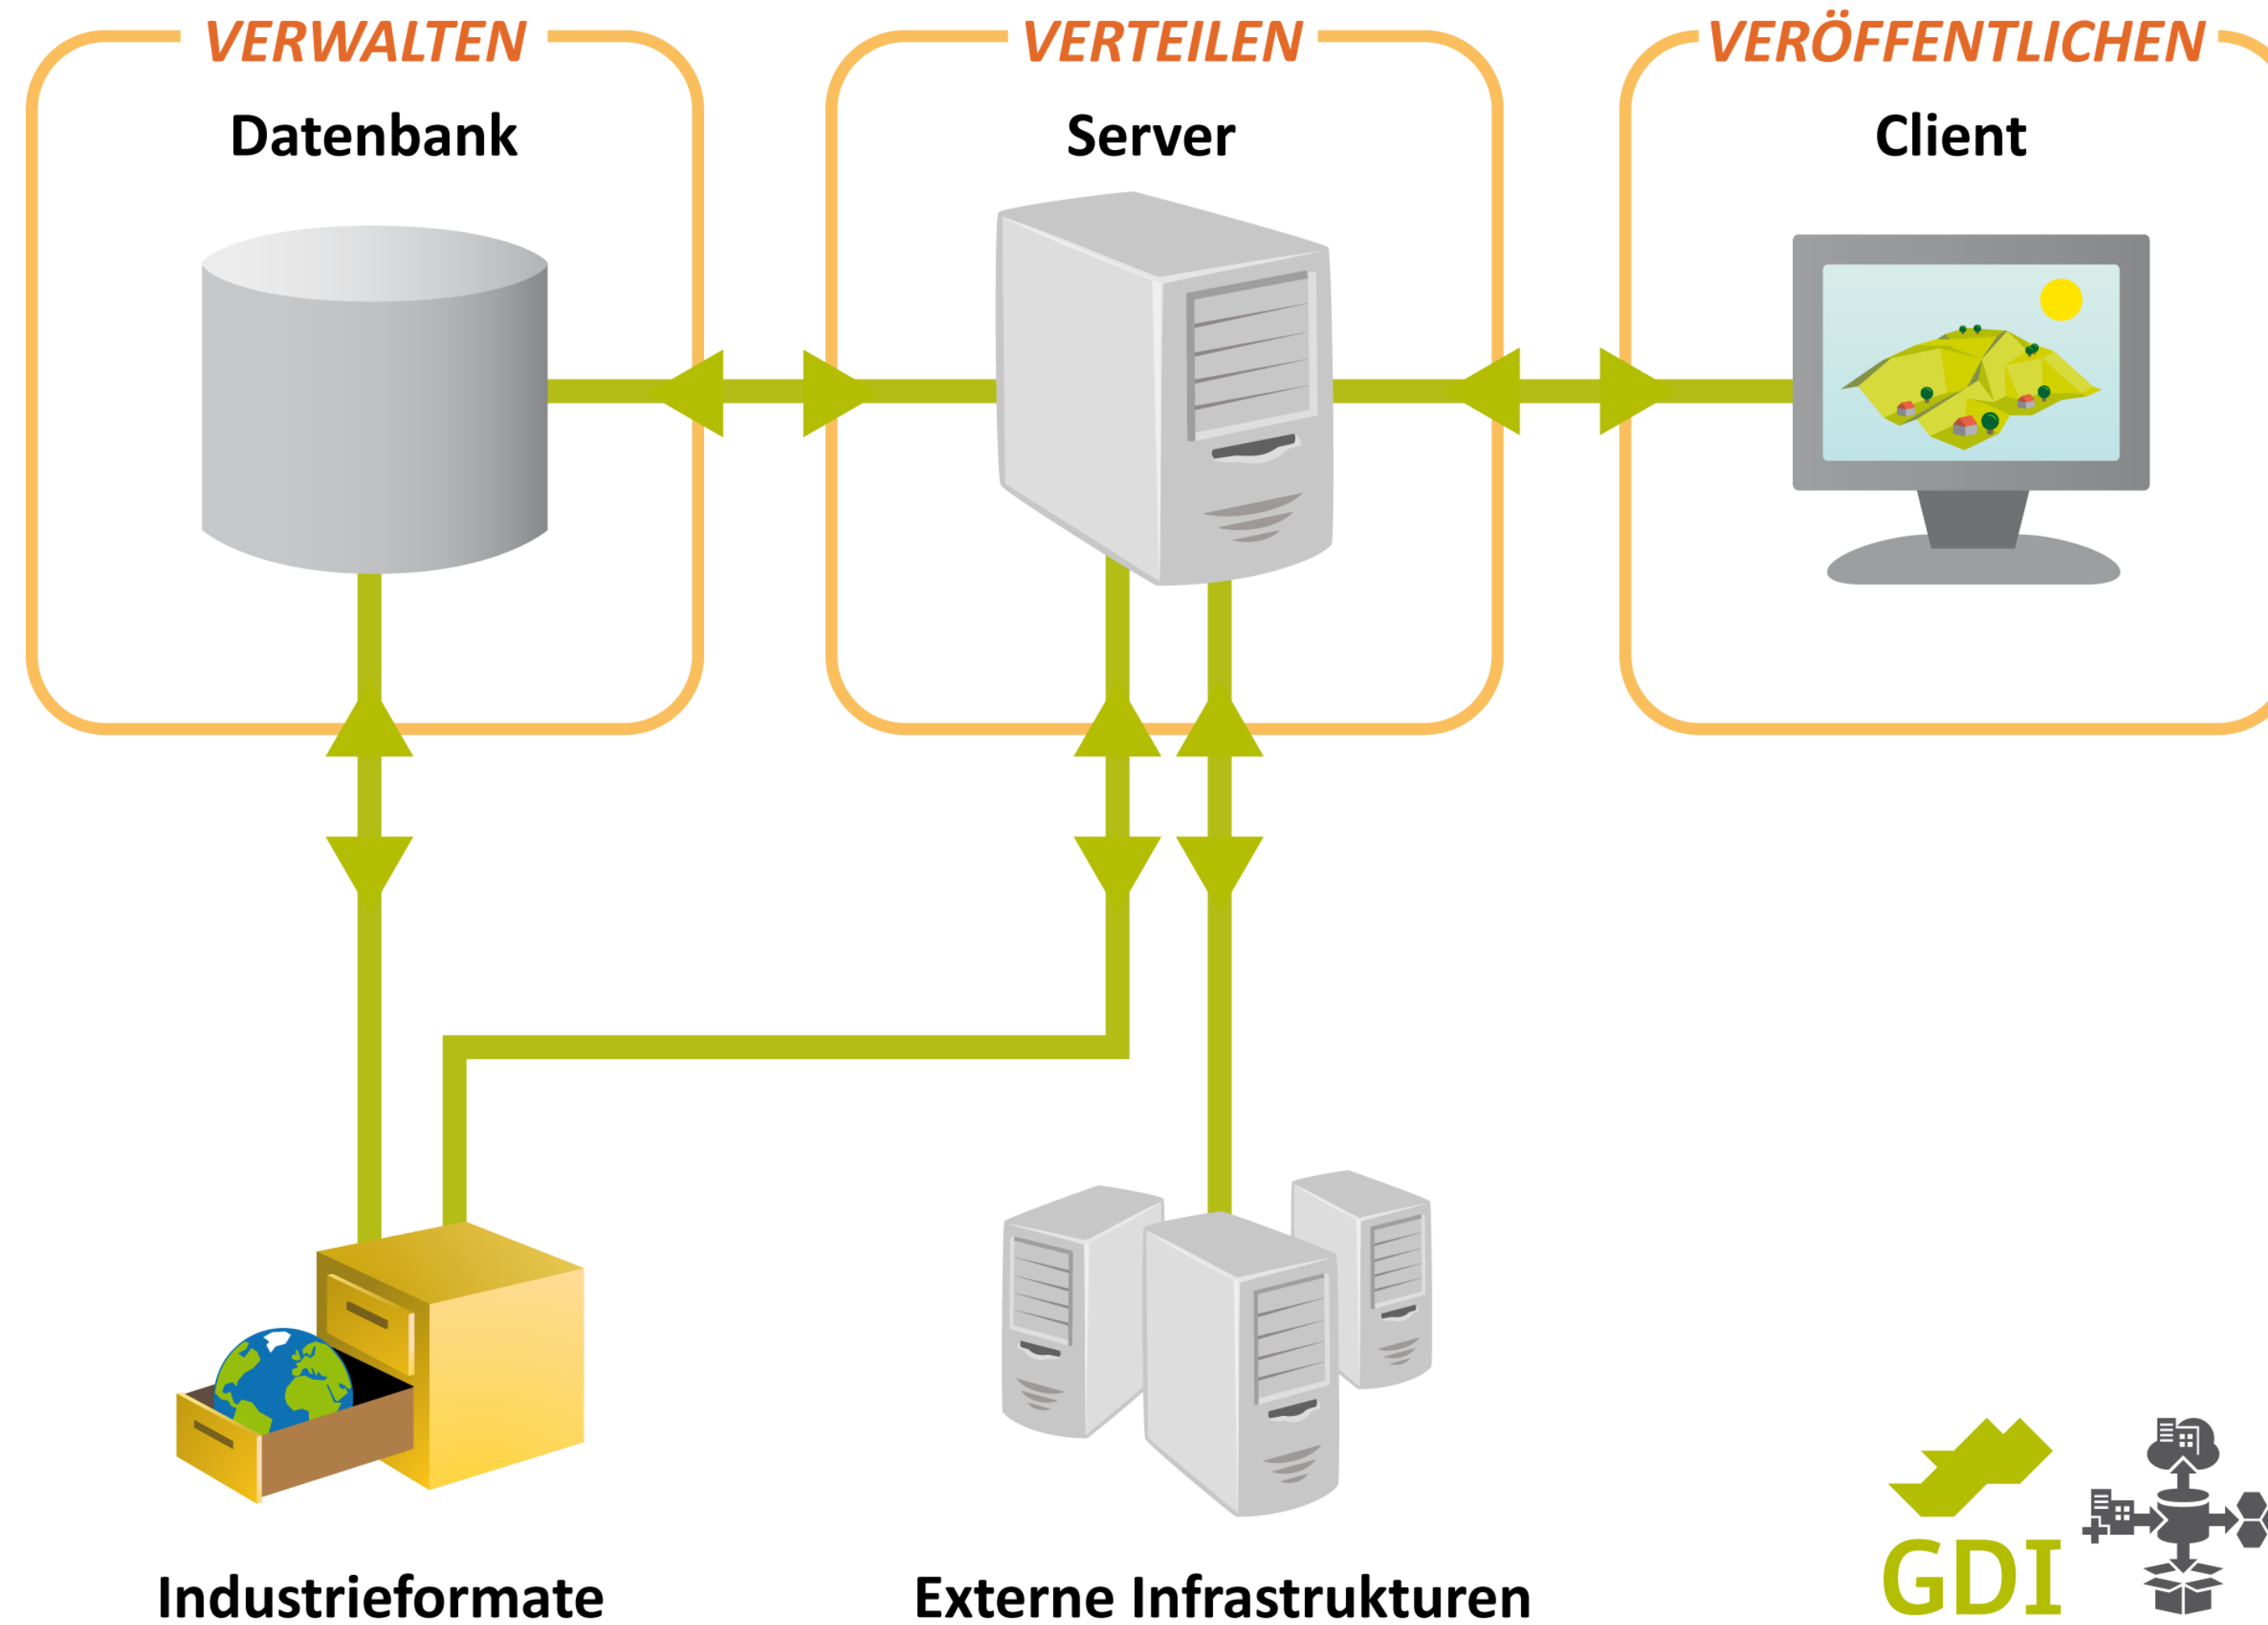 VERWALTEN
VERTEILEN
VERÖFFENTLICHEN
Datenbank
Server
Client
Industrieformate
Externe Infrastrukturen
GDI